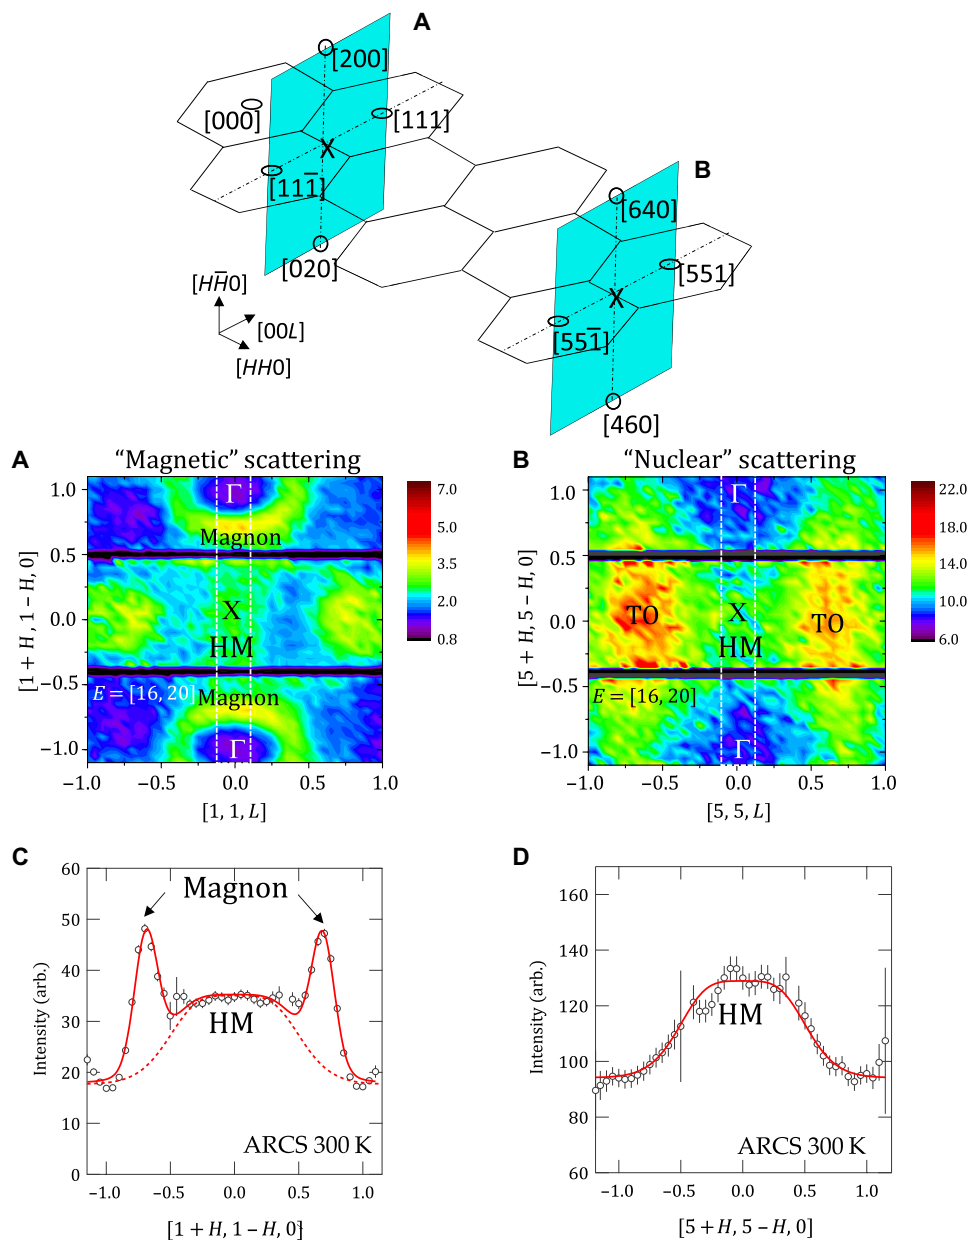 A
[200]
[000̄]
[111]
X
B
[111̄]
[640]
[020]
[551]
[HH̄0]
X
[00L]
[551̄]
[HH0]
[460]
A
“Magnetic” scattering
B
“Nuclear” scattering
[1 + H, 1 − H, 0]
1.0
0.5
0.0
−0.5
−1.0
Γ
Magnon
X
HM
E = [16, 20]
Magnon
Γ
−1.0
−0.5
0.0
0.5
1.0
[1, 1, L]
7.0
5.0
4.0
3.0
2.0
0.8
[5 + H, 5 − H, 0]
1.0
0.5
0.0
−0.5
−1.0
Γ
TO
X
TO
HM
E = [16, 20]
Γ
−1.0
−0.5
0.0
0.5
1.0
[5, 5, L]
22.0
18.0
16.0
14.0
12.0
10.0
6.0
C
Intensity (arb.)
60
50
40
30
20
10
0
Magnon
HM
ARCS 300 K
−1.0
−0.5
0.0
0.5
1.0
[1 + H, 1 − H, 0]
D
Intensity (arb.)
160
140
120
100
80
60
HM
ARCS 300 K
−1.0
−0.5
0.0
0.5
1.0
[5 + H, 5 − H, 0]